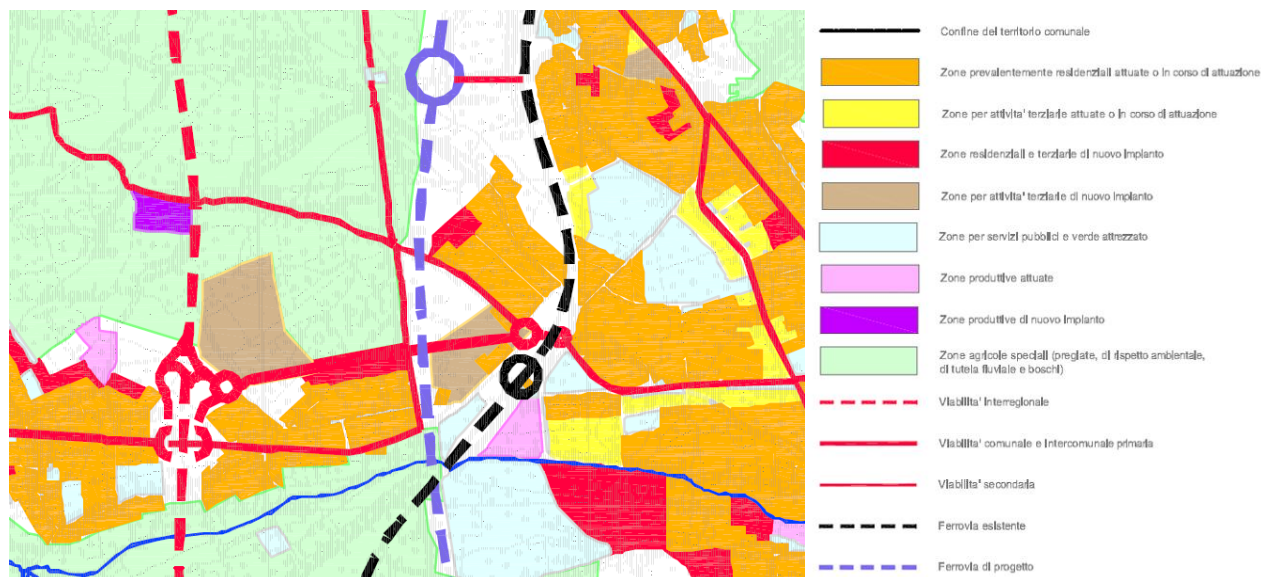 Confine del territorio comunale
Zone prevalentemente residenziali attuate o in corso di attuazione
Zone per attivita' terziarie attuate o in corso di attuazione
Zone residenziali e terziarie di nuovo impianto
Zone per attivita' terziarie di nuovo impianto
Zone per servizi pubblici e verde attrezzato
Zone produttive attuate
Zone produttive di nuovo impianto
Zone agricole speciali (pregiate, di rispetto ambientale,
di tutela fluviale e boschi)
Viabilita' interregionale
Viabilita' comunale e intercomunale primaria
Viabilita' secondaria
Ferrovia esistente
Ferrovia di progetto